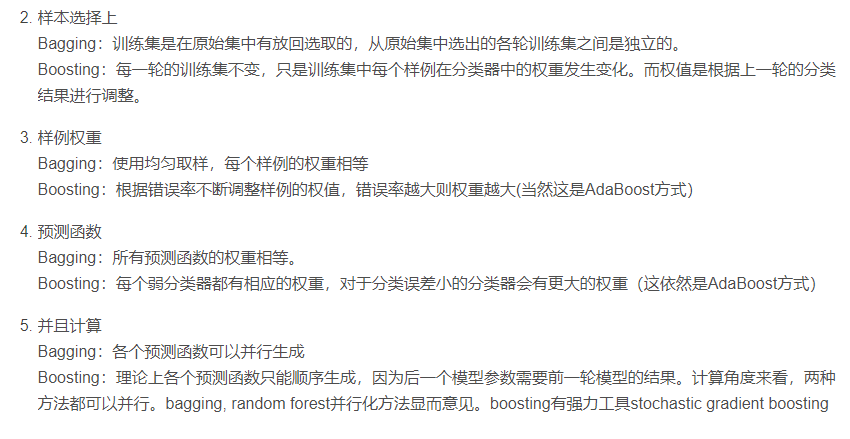 2. 样本选择上
Bagging：训练集是在原始集中有放回选取的，从原始集中选出的各轮训练集之间是独立的。
Boosting：每一轮的训练集不变，只是训练集中每个样例在分类器中的权重发生变化。而权值是根据上一轮的分类
结果进行调整。
3. 样例权重
Bagging：使用均匀取样，每个样例的权重相等
Boosting：根据错误率不断调整样例的权值，错误率越大则权重越大(当然这是AdaBoost方式)
4. 预测函数
Bagging：所有预测函数的权重相等。
Boosting：每个弱分类器都有相应的权重，对于分类误差小的分类器会有更大的权重（这依然是AdaBoost方式）
5. 并且计算
Bagging：各个预测函数可以并行生成
Boosting：理论上各个预测函数只能顺序生成，因为后一个模型参数需要前一轮模型的结果。计算角度来看，两种
方法都可以并行。bagging, random forest并行化方法显而意见。boosting有强力工具stochastic gradient boosting